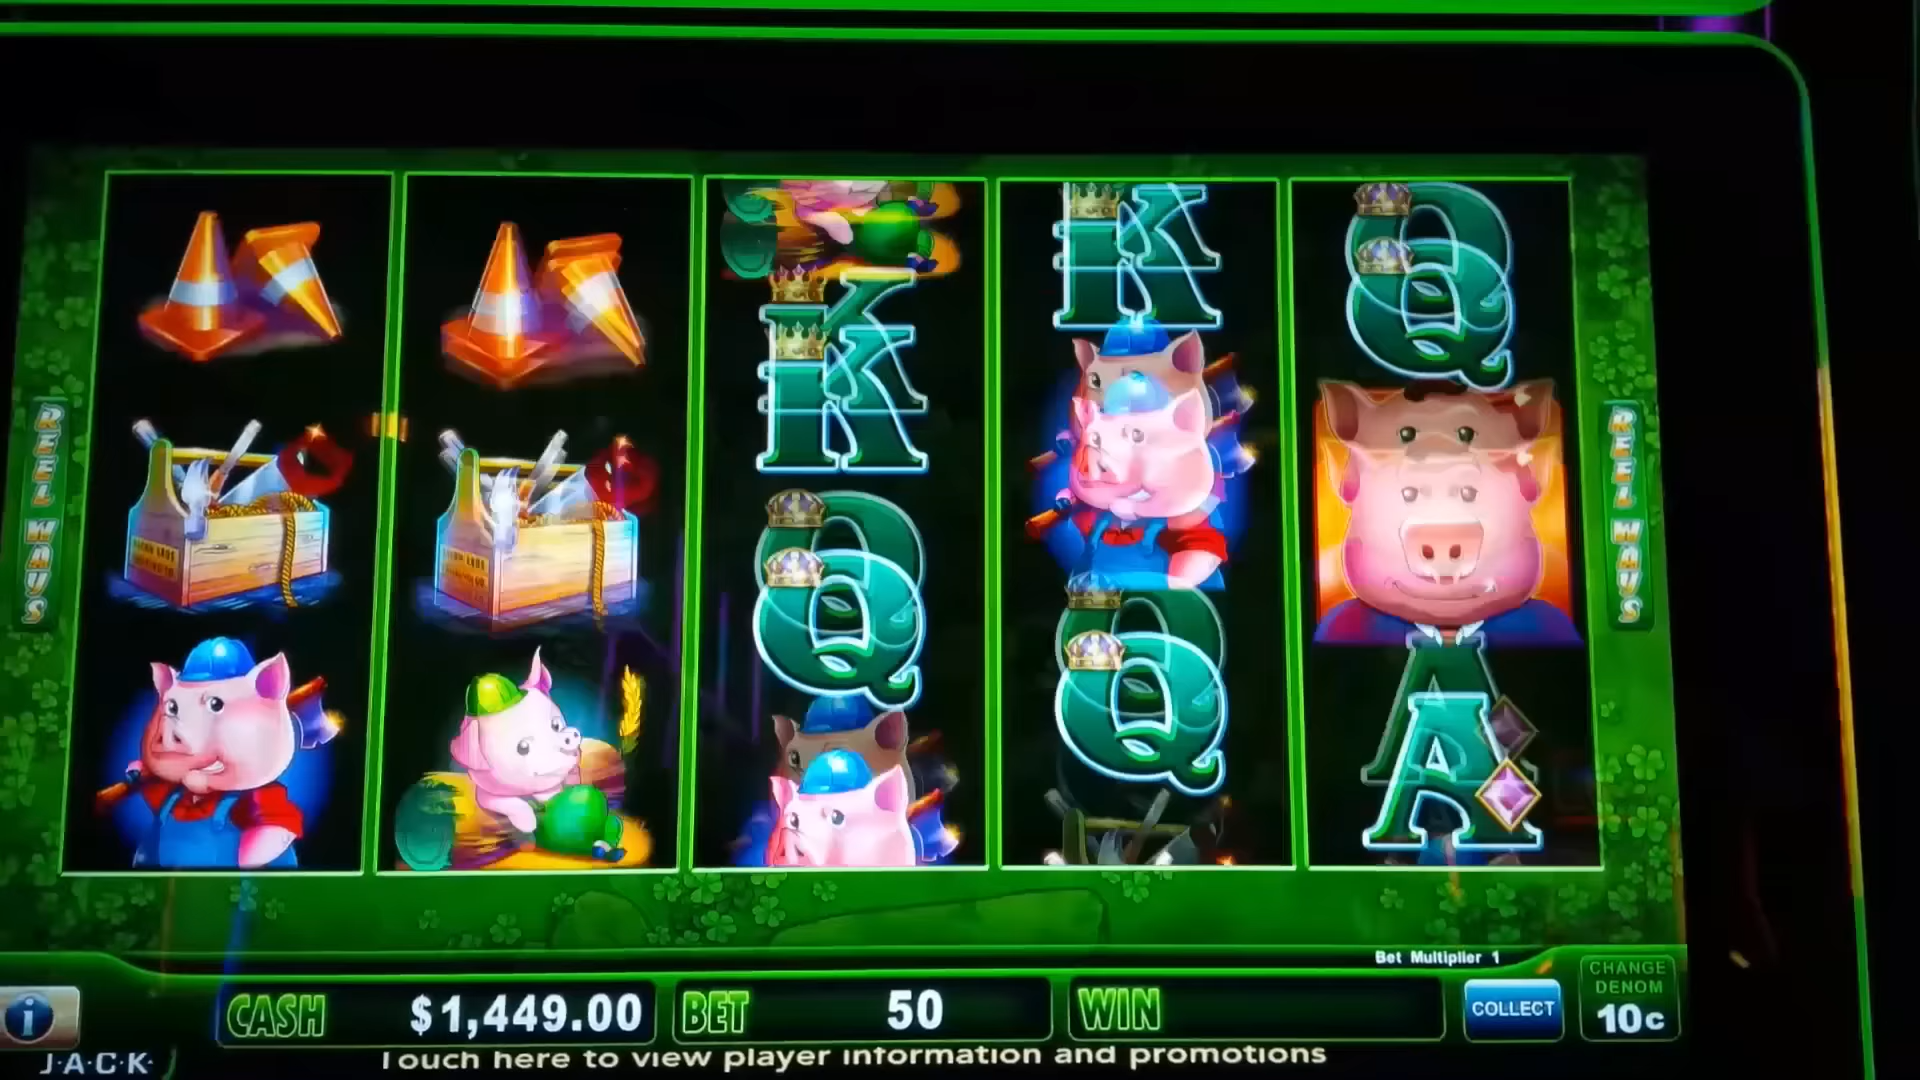 K
K
Q
Q
K
K
Q
Q
Q
Q
A
A
REEL WAYS
REEL WAYS
Bet Multiplier 1
CASH $1,449.00 BET 50 WIN COLLECT CHANGE DENOM 10c
J·A·C·K·
Touch here to view player information and promotions